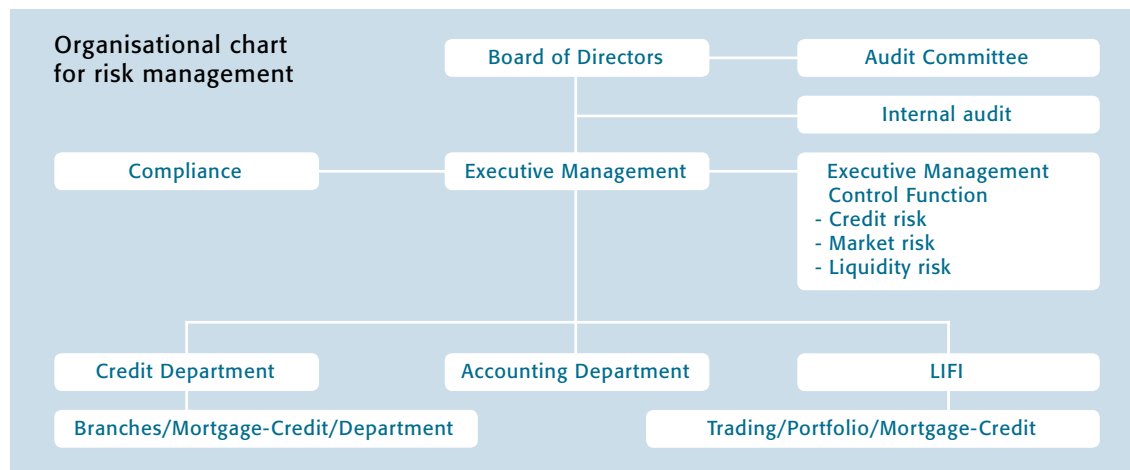 Organisational chart
for risk management
Board of Directors
Audit Committee
Internal audit
Compliance
Executive Management
Executive Management
Control Function
- Credit risk
- Market risk
- Liquidity risk
Credit Department
Accounting Department
LIFI
Branches/Mortgage-Credit/Department
Trading/Portfolio/Mortgage-Credit